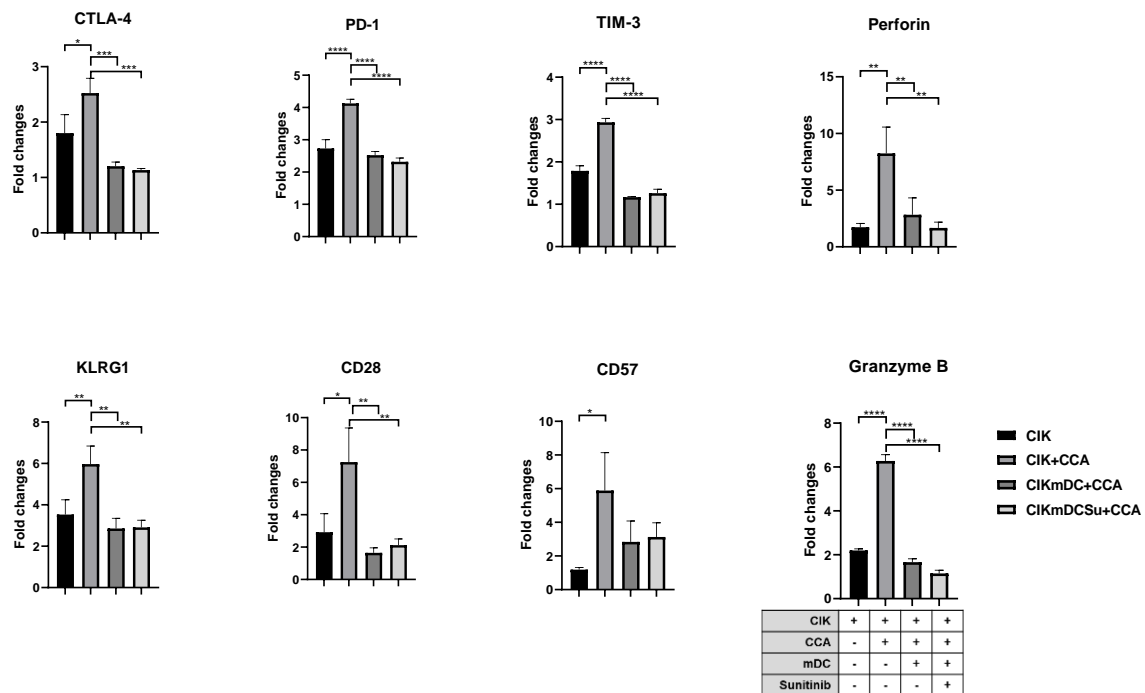 CTLA-4
Fold changes
3
2
1
0
*
***
***
PD-1
Fold changes
5
4
3
2
1
0
****
****
****
TIM-3
Fold changes
4
3
2
1
0
****
****
****
Perforin
Fold changes
15
10
5
0
**
**
**
KLRG1
Fold changes
8
6
4
2
0
**
**
**
CD28
Fold changes
10
8
6
4
2
0
*
**
**
CD57
Fold changes
10
8
6
4
2
0
*
Granzyme B
Fold changes
8
6
4
2
0
****
****
****
CIK
CIK+CCA
CIKmDC+CCA
CIKmDCSu+CCA
CIK + + + +
CCA - + + +
mDC - - + +
Sunitinib - - - +